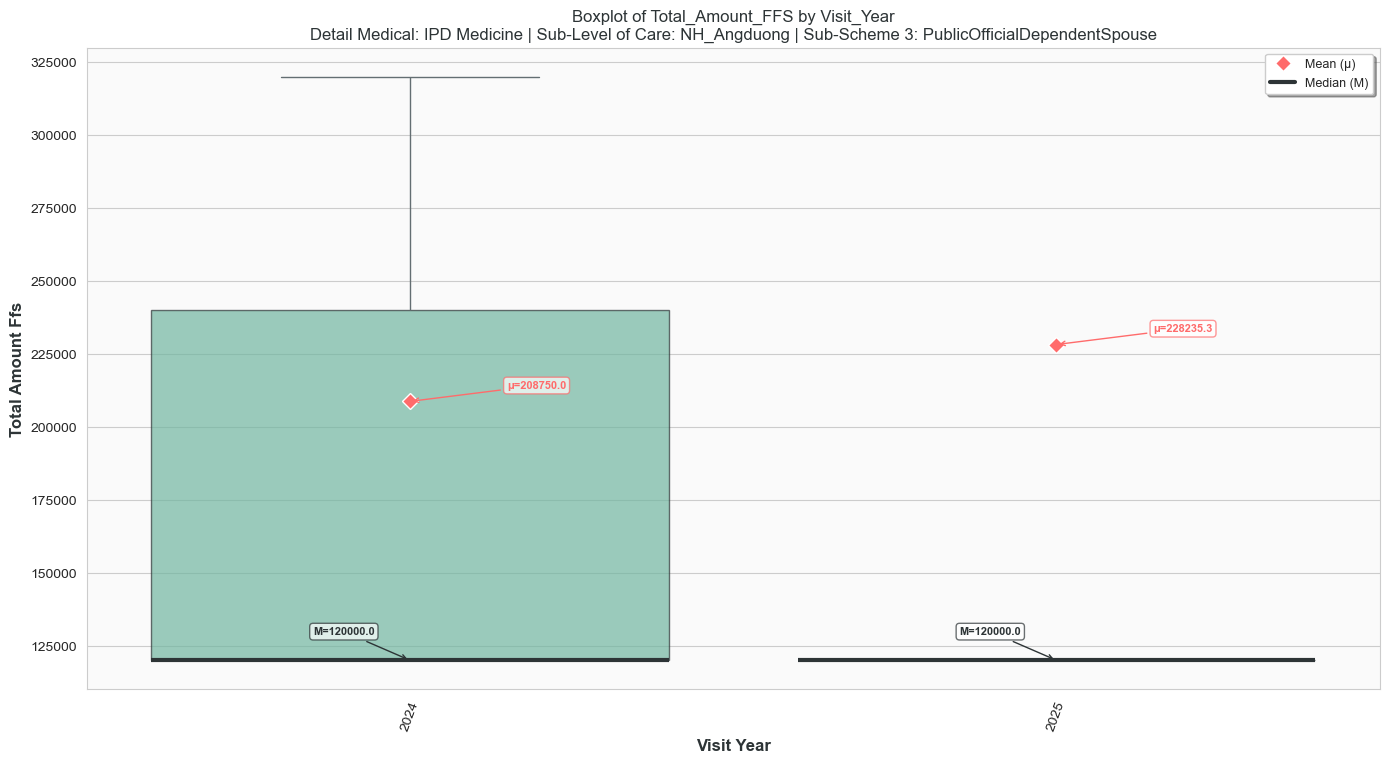 Boxplot of Total_Amount_FFS by Visit_Year
Detail Medical: IPD Medicine | Sub-Level of Care: NH_Angduong | Sub-Scheme 3: PublicOfficialDependentSpouse
Mean (μ)
Median (M)
Total Amount Ffs
325000
300000
275000
250000
225000
200000
175000
150000
125000
μ=208750.0
M=120000.0
μ=228235.3
M=120000.0
2024
2025
Visit Year